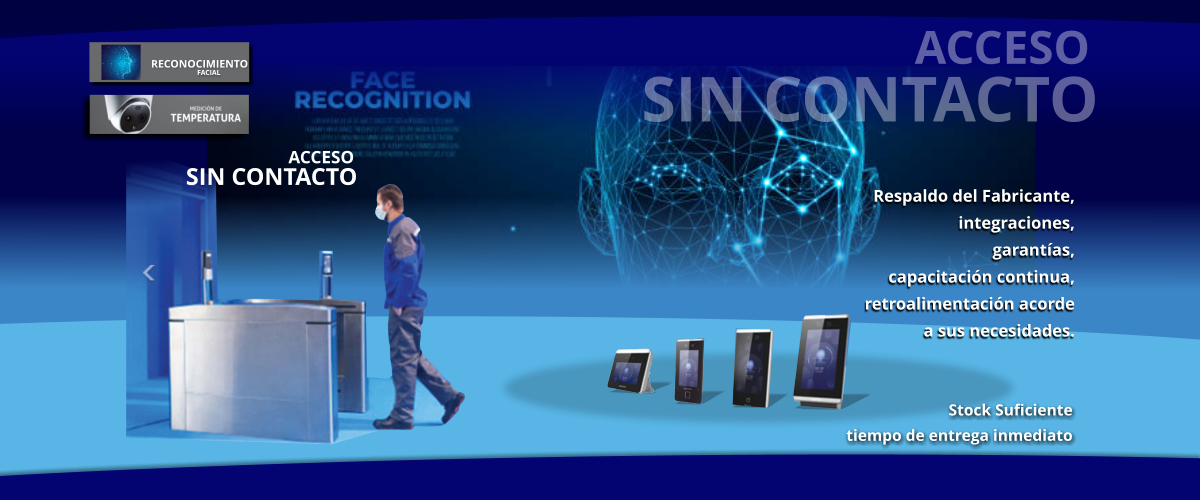 RECONOCIMIENTO
FACIAL
MEDICIÓN DE
TEMPERATURA
FACE
RECOGNITION
ACCESO
SIN CONTACTO
ACCESO
SIN CONTACTO
Respaldo del Fabricante,
integraciones,
garantías,
capacitación continua,
retroalimentación acorde
a sus necesidades.
Stock Suficiente
tiempo de entrega inmediato